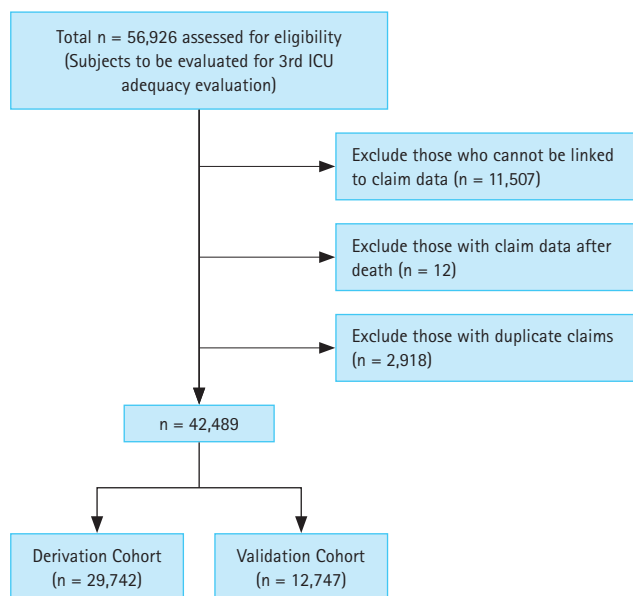 Total n = 56,926 assessed for eligibility
(Subjects to be evaluated for 3rd ICU
adequacy evaluation)
Exclude those who cannot be linked
to claim data (n = 11,507)
Exclude those with claim data after
death (n = 12)
Exclude those with duplicate claims
(n = 2,918)
n = 42,489
Derivation Cohort
(n = 29,742)
Validation Cohort
(n = 12,747)